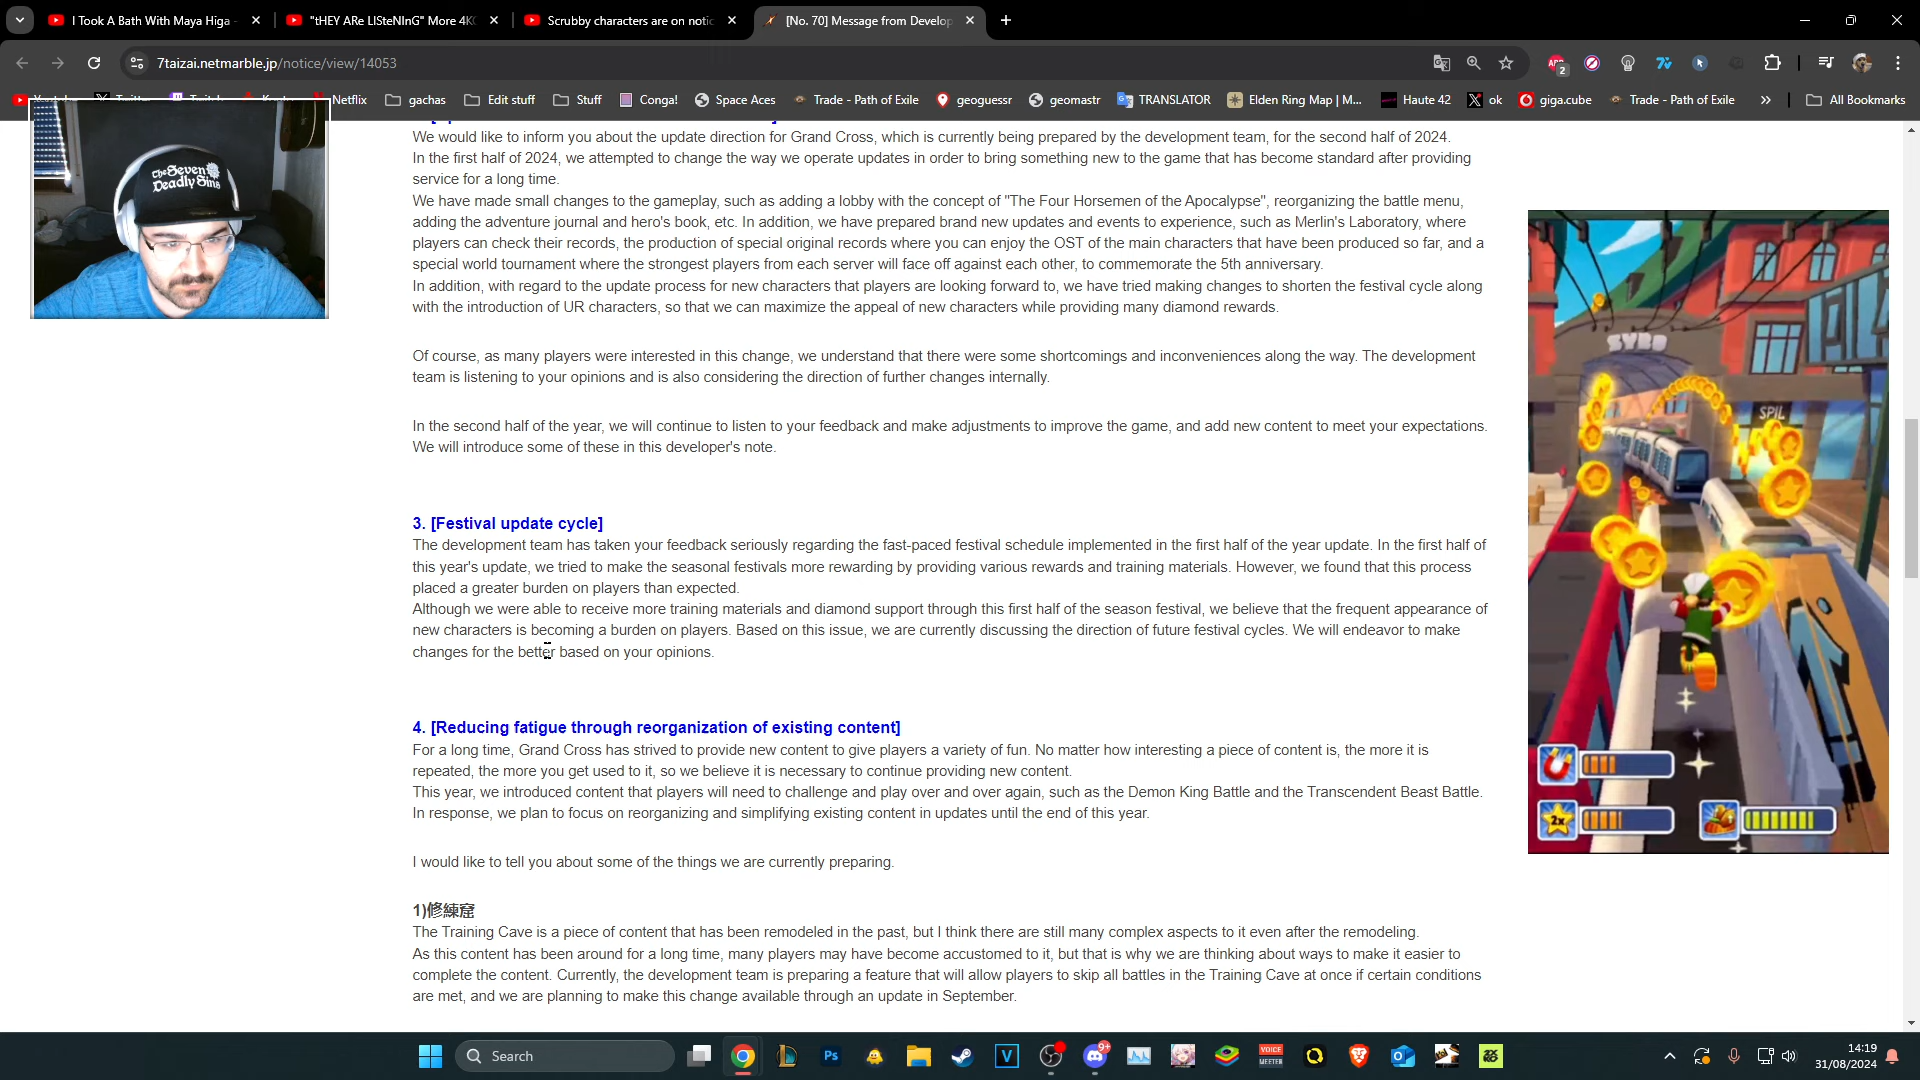 I Took A Bath With Maya Higa -
"tHEY ARe LISteNInG" More 4K
Scrubby characters are on notic
[No. 70] Message from Develop
7taizai.netmarble.jp/notice/view/14053
Netflix
gachas
Edit stuff
Stuff
Conga!
Space Aces
Trade - Path of Exile
geoguessr
geomastr
TRANSLATOR
Elden Ring Map | M...
Haute 42
ok
giga.cube
Trade - Path of Exile
All Bookmarks
The Seven
Deadly Sins
We would like to inform you about the update direction for Grand Cross, which is currently being prepared by the development team, for the second half of 2024.
In the first half of 2024, we attempted to change the way we operate updates in order to bring something new to the game that has become standard after providing
service for a long time.
We have made small changes to the gameplay, such as adding a lobby with the concept of "The Four Horsemen of the Apocalypse", reorganizing the battle menu,
adding the adventure journal and hero's book, etc. In addition, we have prepared brand new updates and events to experience, such as Merlin's Laboratory, where
players can check their records, the production of special original records where you can enjoy the OST of the main characters that have been produced so far, and a
special world tournament where the strongest players from each server will face off against each other, to commemorate the 5th anniversary.
In addition, with regard to the update process for new characters that players are looking forward to, we have tried making changes to shorten the festival cycle along
with the introduction of UR characters, so that we can maximize the appeal of new characters while providing many diamond rewards.
Of course, as many players were interested in this change, we understand that there were some shortcomings and inconveniences along the way. The development
team is listening to your opinions and is also considering the direction of further changes internally.
In the second half of the year, we will continue to listen to your feedback and make adjustments to improve the game, and add new content to meet your expectations.
We will introduce some of these in this developer's note.
3. [Festival update cycle]
The development team has taken your feedback seriously regarding the fast-paced festival schedule implemented in the first half of the year update. In the first half of
this year's update, we tried to make the seasonal festivals more rewarding by providing various rewards and training materials. However, we found that this process
placed a greater burden on players than expected.
Although we were able to receive more training materials and diamond support through this first half of the season festival, we believe that the frequent appearance of
new characters is becoming a burden on players. Based on this issue, we are currently discussing the direction of future festival cycles. We will endeavor to make
changes for the better based on your opinions.
4. [Reducing fatigue through reorganization of existing content]
For a long time, Grand Cross has strived to provide new content to give players a variety of fun. No matter how interesting a piece of content is, the more it is
repeated, the more you get used to it, so we believe it is necessary to continue providing new content.
This year, we introduced content that players will need to challenge and play over and over again, such as the Demon King Battle and the Transcendent Beast Battle.
In response, we plan to focus on reorganizing and simplifying existing content in updates until the end of this year.
I would like to tell you about some of the things we are currently preparing.
1)修練窟
The Training Cave is a piece of content that has been remodeled in the past, but I think there are still many complex aspects to it even after the remodeling.
As this content has been around for a long time, many players may have become accustomed to it, but that is why we are thinking about ways to make it easier to
complete the content. Currently, the development team is preparing a feature that will allow players to skip all battles in the Training Cave at once if certain conditions
are met, and we are planning to make this change available through an update in September.
SYBO
SPIL
2x
Search
14:19
31/08/2024